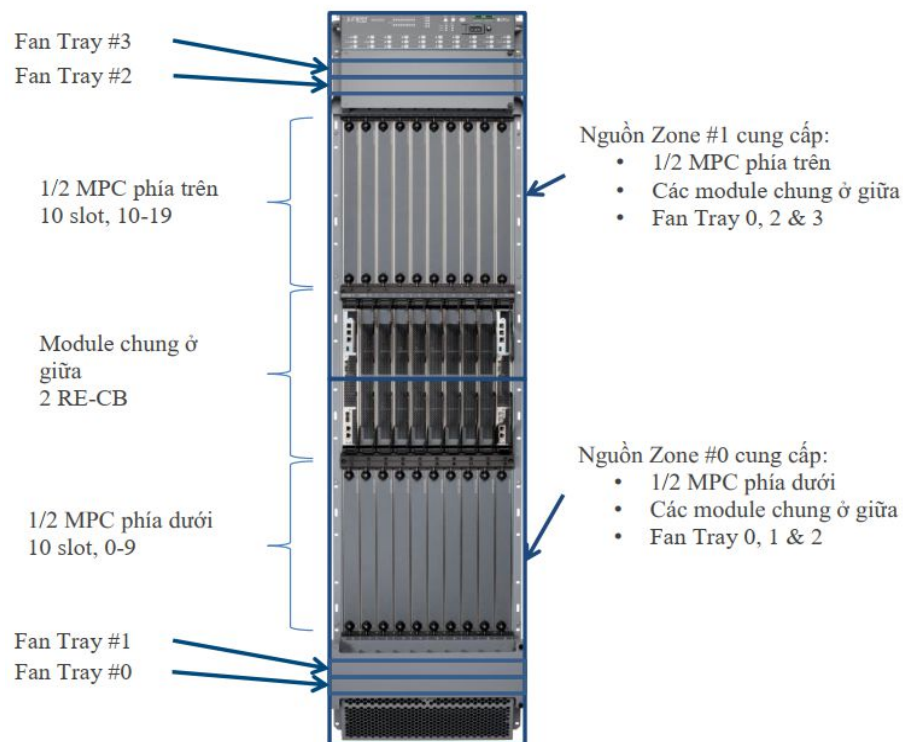 Fan Tray #3
Fan Tray #2
1/2 MPC phía trên
10 slot, 10-19
Module chung ở
giữa
2 RE-CB
1/2 MPC phía dưới
10 slot, 0-9
Fan Tray #1
Fan Tray #0
Nguồn Zone #1 cung cấp:
• 1/2 MPC phía trên
• Các module chung ở giữa
• Fan Tray 0, 2 & 3
Nguồn Zone #0 cung cấp:
• 1/2 MPC phía dưới
• Các module chung ở giữa
• Fan Tray 0, 1 & 2